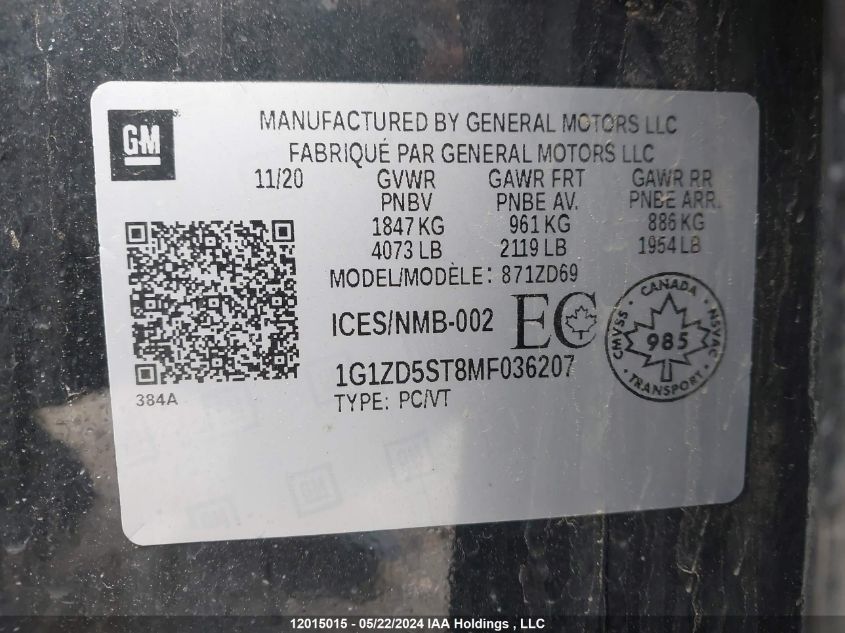 GM
MANUFACTURED BY GENERAL MOTORS LLC
FABRIQUÉ PAR GENERAL MOTORS LLC
11/20 GVWR GAWR FRT GAWR RR
PNBV PNBE AV. PNBE ARR.
1847 KG 961 KG 886 KG
4073 LB 2119 LB 1954 LB
MODEL/MODÈLE: 871ZD69
ICES/NMB-002 EC
CANADA
CMVSS 985 NSVAC
TRANSPORT
1G1ZD5ST8MF036207
384A
TYPE: PC/VT
GM
GM
GM
12015015 - 05/22/2024 IAA Holdings , LLC